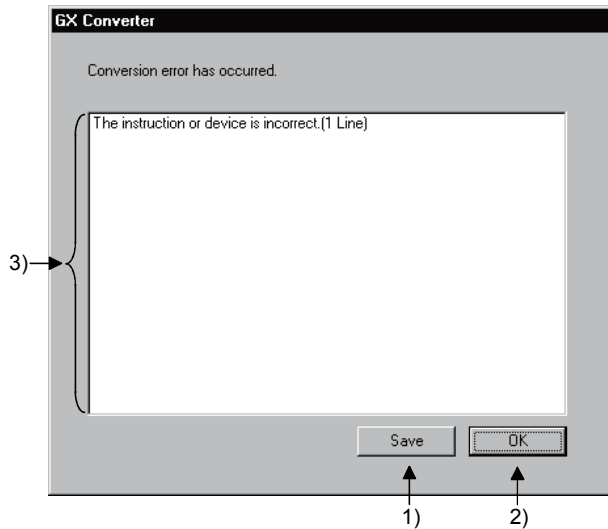 GX Converter
Conversion error has occurred.
The instruction or device is incorrect.(1 Line)
3)
Save
OK
1)
2)